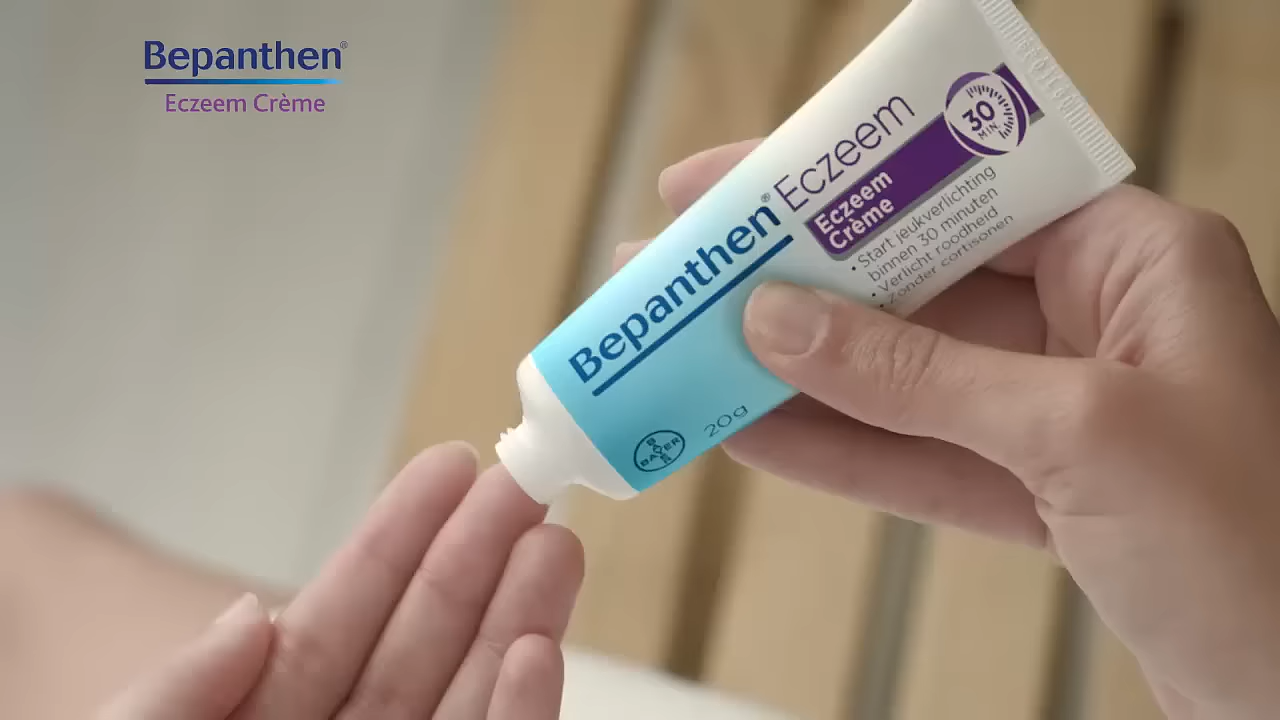 Bepanthen®
Eczeem Crème
Bepanthen® Eczeem
30
MIN
Eczeem
Crème
• Start jeukverlichting
binnen 30 minuten
• Verlicht roodheid
• Zonder cortisonen
20g
BAYER
BAYER